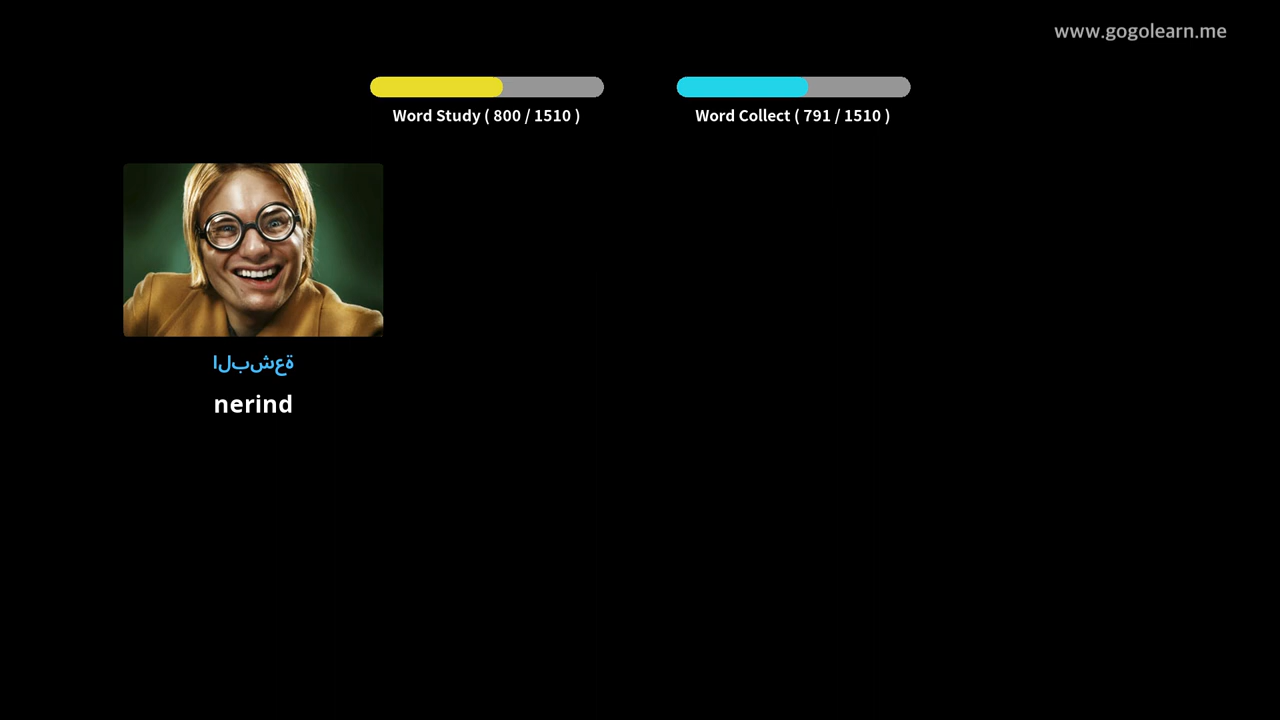 www.gogolearn.me
Word Study ( 800 / 1510 )
Word Collect ( 791 / 1510 )
البشعة
nerind